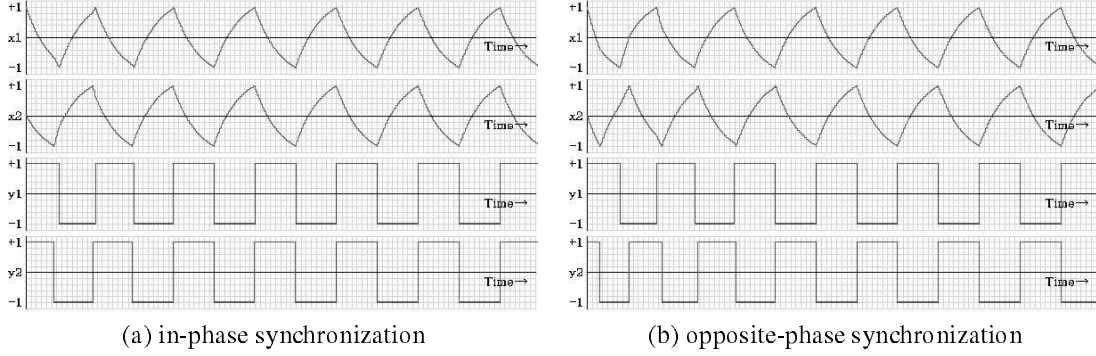 +1
x1
-1
Time→
+1
x2
-1
Time→
+1
y1
-1
Time→
+1
y2
-1
Time→
(a) in-phase synchronization
+1
x1
-1
Time→
+1
x2
-1
Time→
+1
y1
-1
Time→
+1
y2
-1
Time→
(b) opposite-phase synchronization